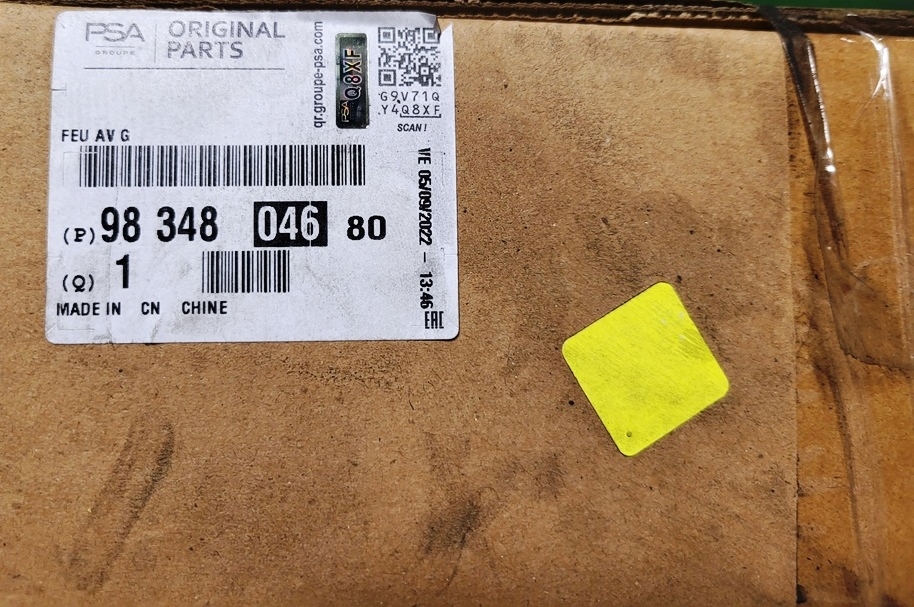 PSA
GROUPE
ORIGINAL
PARTS
qr.groupe-psa.com
PSA Q8XF
G9V71Q
Y4Q8XF
SCAN !
FEU AV G
(P) 98 348 046 80
(Q) 1
MADE IN CN CHINE
VE 05/09/2022 - 13:46
EAC